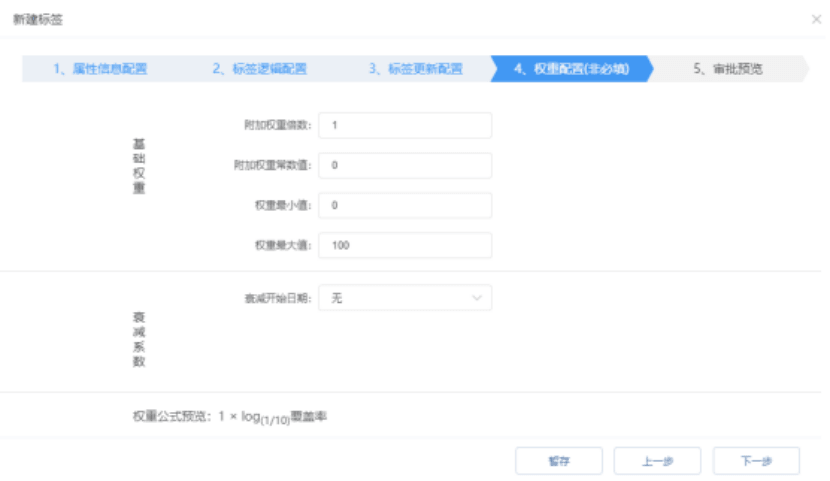 新建标签
1、属性信息配置 2、标签逻辑配置 3、标签更新配置 4、权重配置(非必填) 5、审批预览
基础权重
附加权重倍数: 1
附加权重常数值: 0
权重最小值: 0
权重最大值: 100
衰减系数
衰减开始日期: 无
权重公式预览: 1 × log(1/10)覆盖率
暂存 上一步 下一步